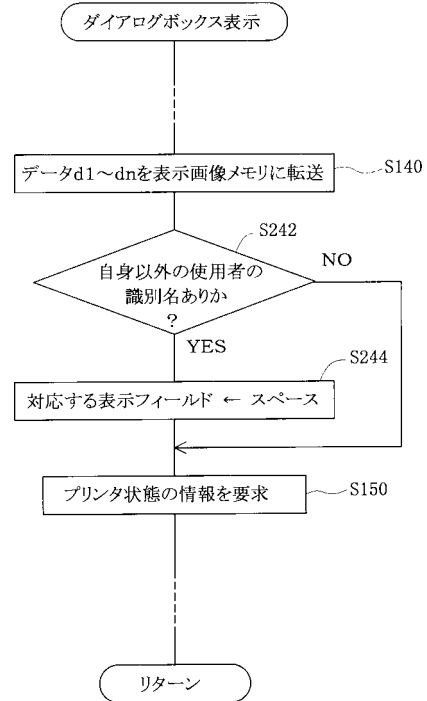 ダイアログボックス表示
データd1～dnを表示画像メモリに転送
S140
S242
自身以外の使用者の
識別名ありか
?
NO
YES
S244
対応する表示フィールド ← スペース
プリンタ状態の情報を要求
S150
リターン